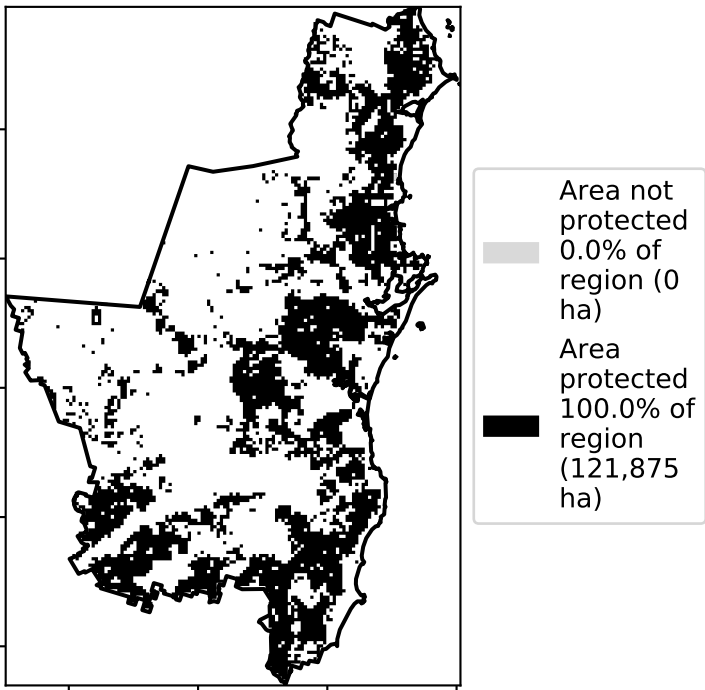 Area not
protected
0.0% of
region (0
ha)
Area
protected
100.0% of
region
(121,875
ha)